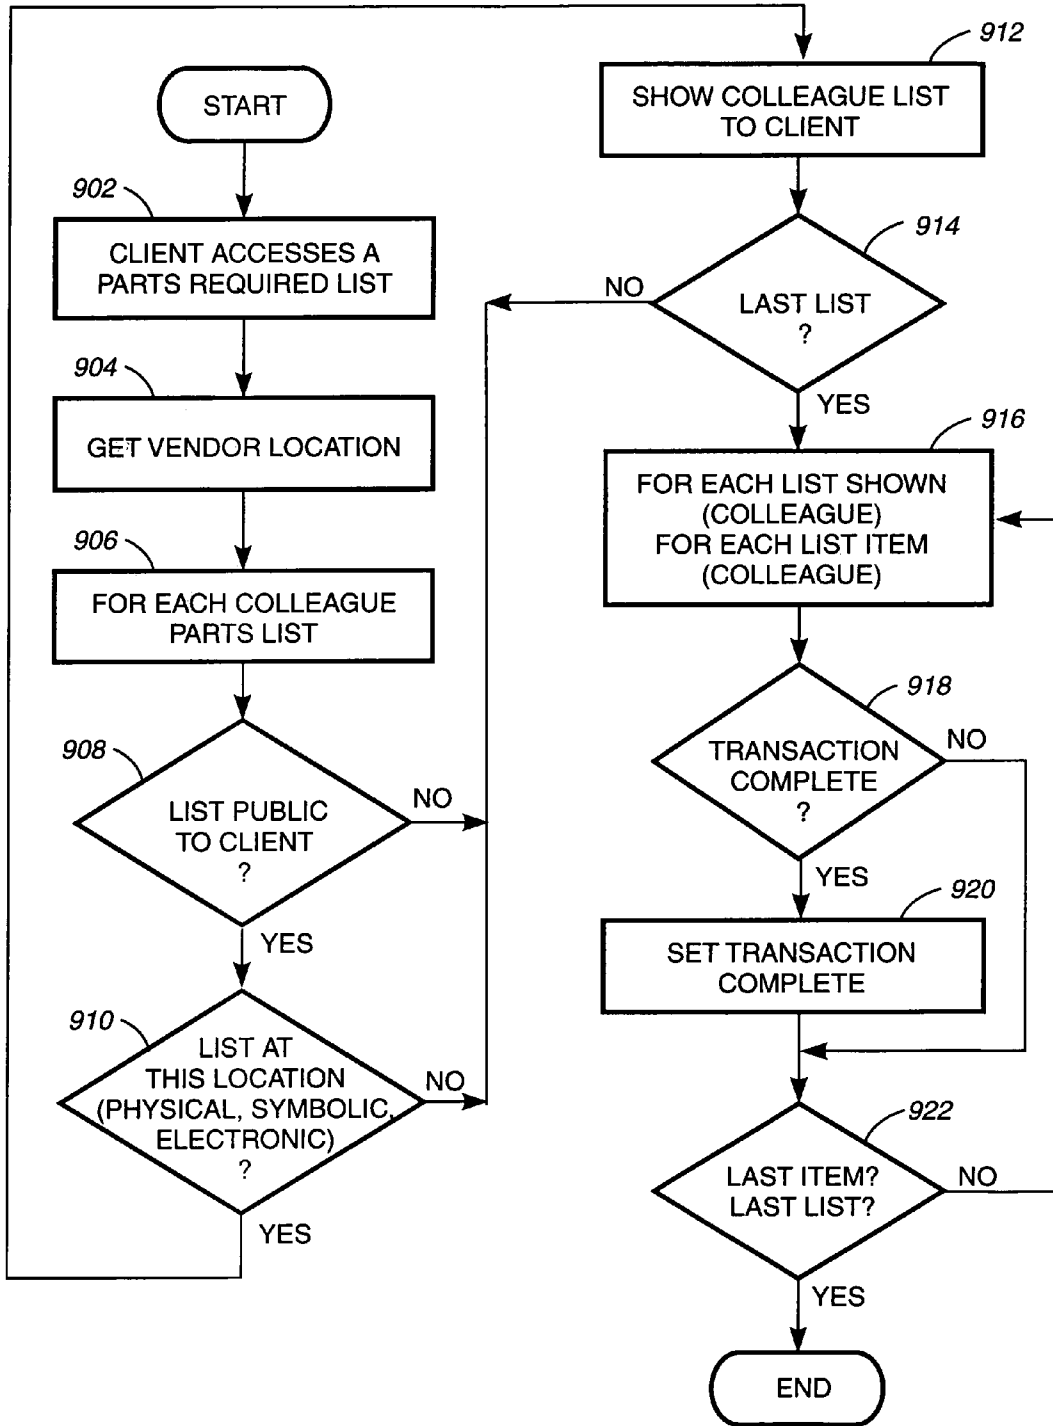 START
902
CLIENT ACCESSES A
PARTS REQUIRED LIST
904
GET VENDOR LOCATION
906
FOR EACH COLLEAGUE
PARTS LIST
908
LIST PUBLIC
TO CLIENT
?
NO
YES
910
LIST AT
THIS LOCATION
(PHYSICAL, SYMBOLIC,
ELECTRONIC)
?
NO
YES
912
SHOW COLLEAGUE LIST
TO CLIENT
914
LAST LIST
?
NO
YES
916
FOR EACH LIST SHOWN
(COLLEAGUE)
FOR EACH LIST ITEM
(COLLEAGUE)
918
TRANSACTION
COMPLETE
?
NO
YES
920
SET TRANSACTION
COMPLETE
922
LAST ITEM?
LAST LIST?
NO
YES
END